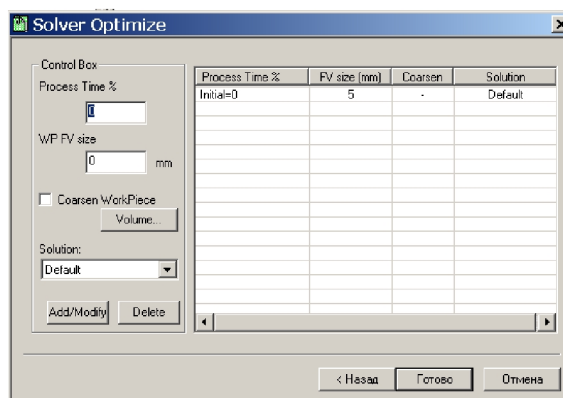 Solver Optimize
Control Box
Process Time %
0
WP FV size
0 mm
Coarsen WorkPiece
Volume...
Solution:
Default
Add/Modify Delete
Process Time % FV size (mm) Coarsen Solution
Initial=0 5 - Default
< Назад Готово Отмена